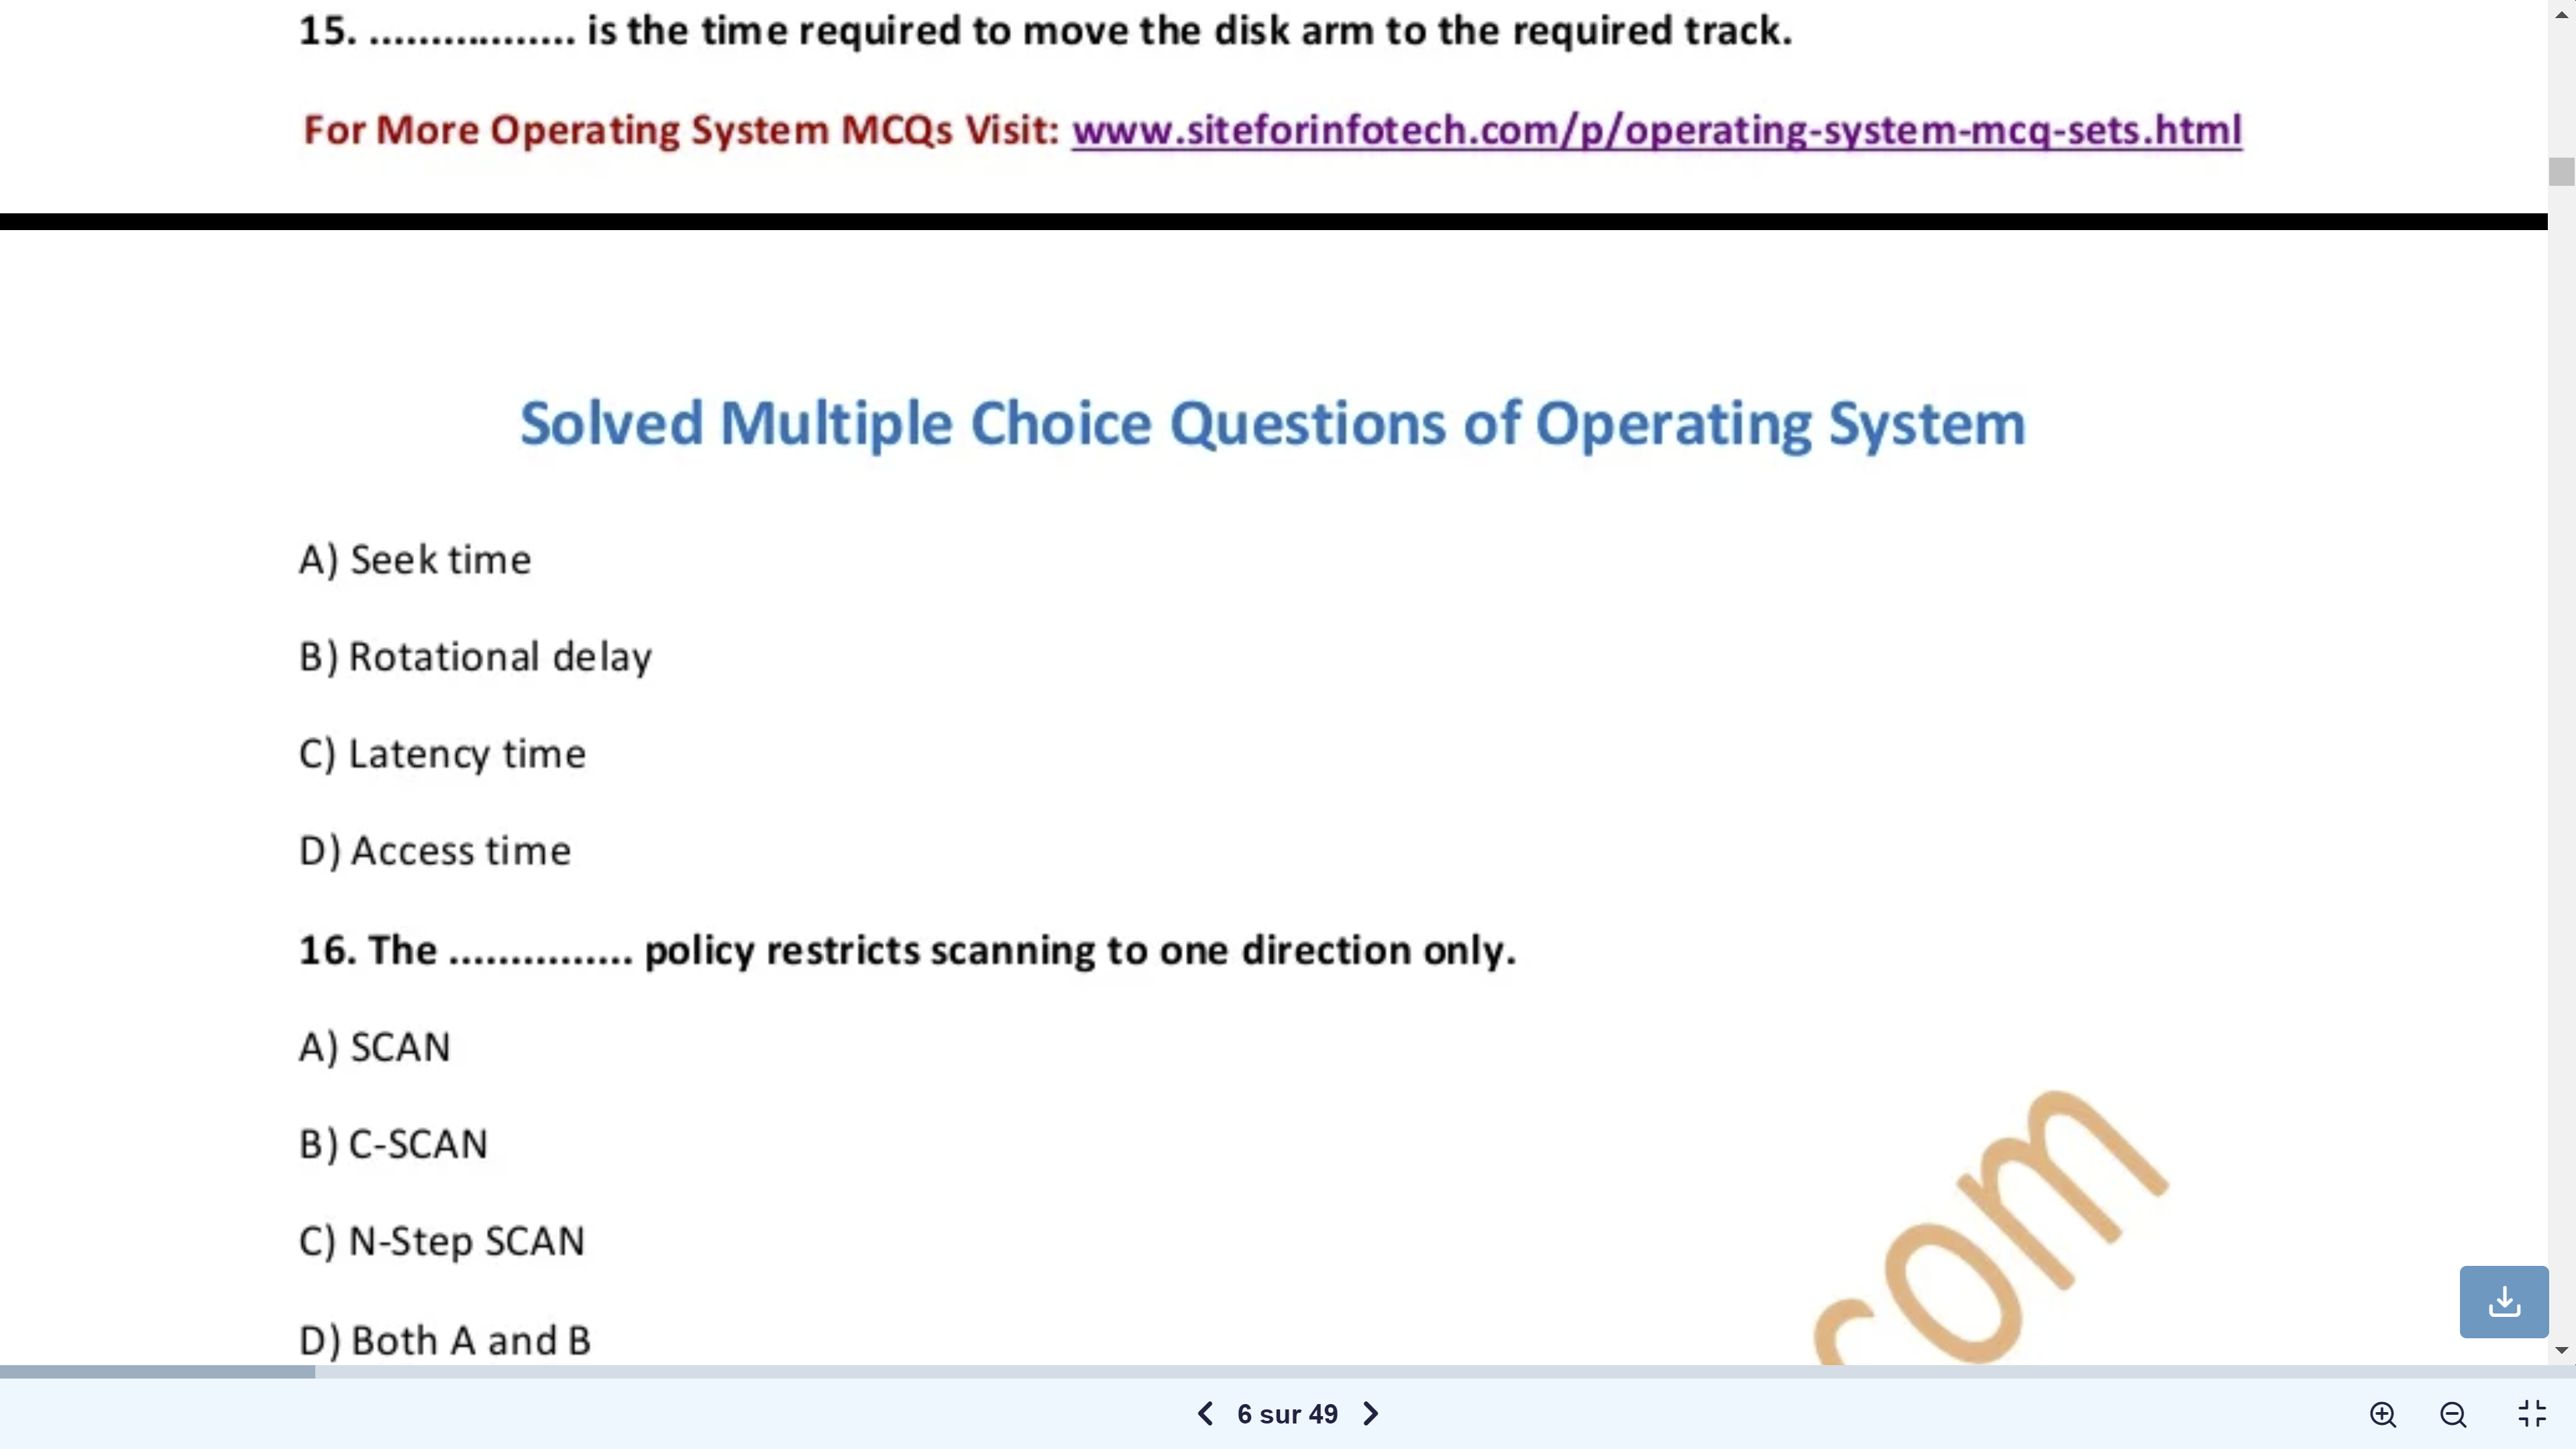 15. ................. is the time required to move the disk arm to the required track.
For More Operating System MCQs Visit: www.siteforinfotech.com/p/operating-system-mcq-sets.html
Solved Multiple Choice Questions of Operating System
A) Seek time
B) Rotational delay
C) Latency time
D) Access time
16. The ............... policy restricts scanning to one direction only.
A) SCAN
B) C-SCAN
C) N-Step SCAN
D) Both A and B
com
6 sur 49